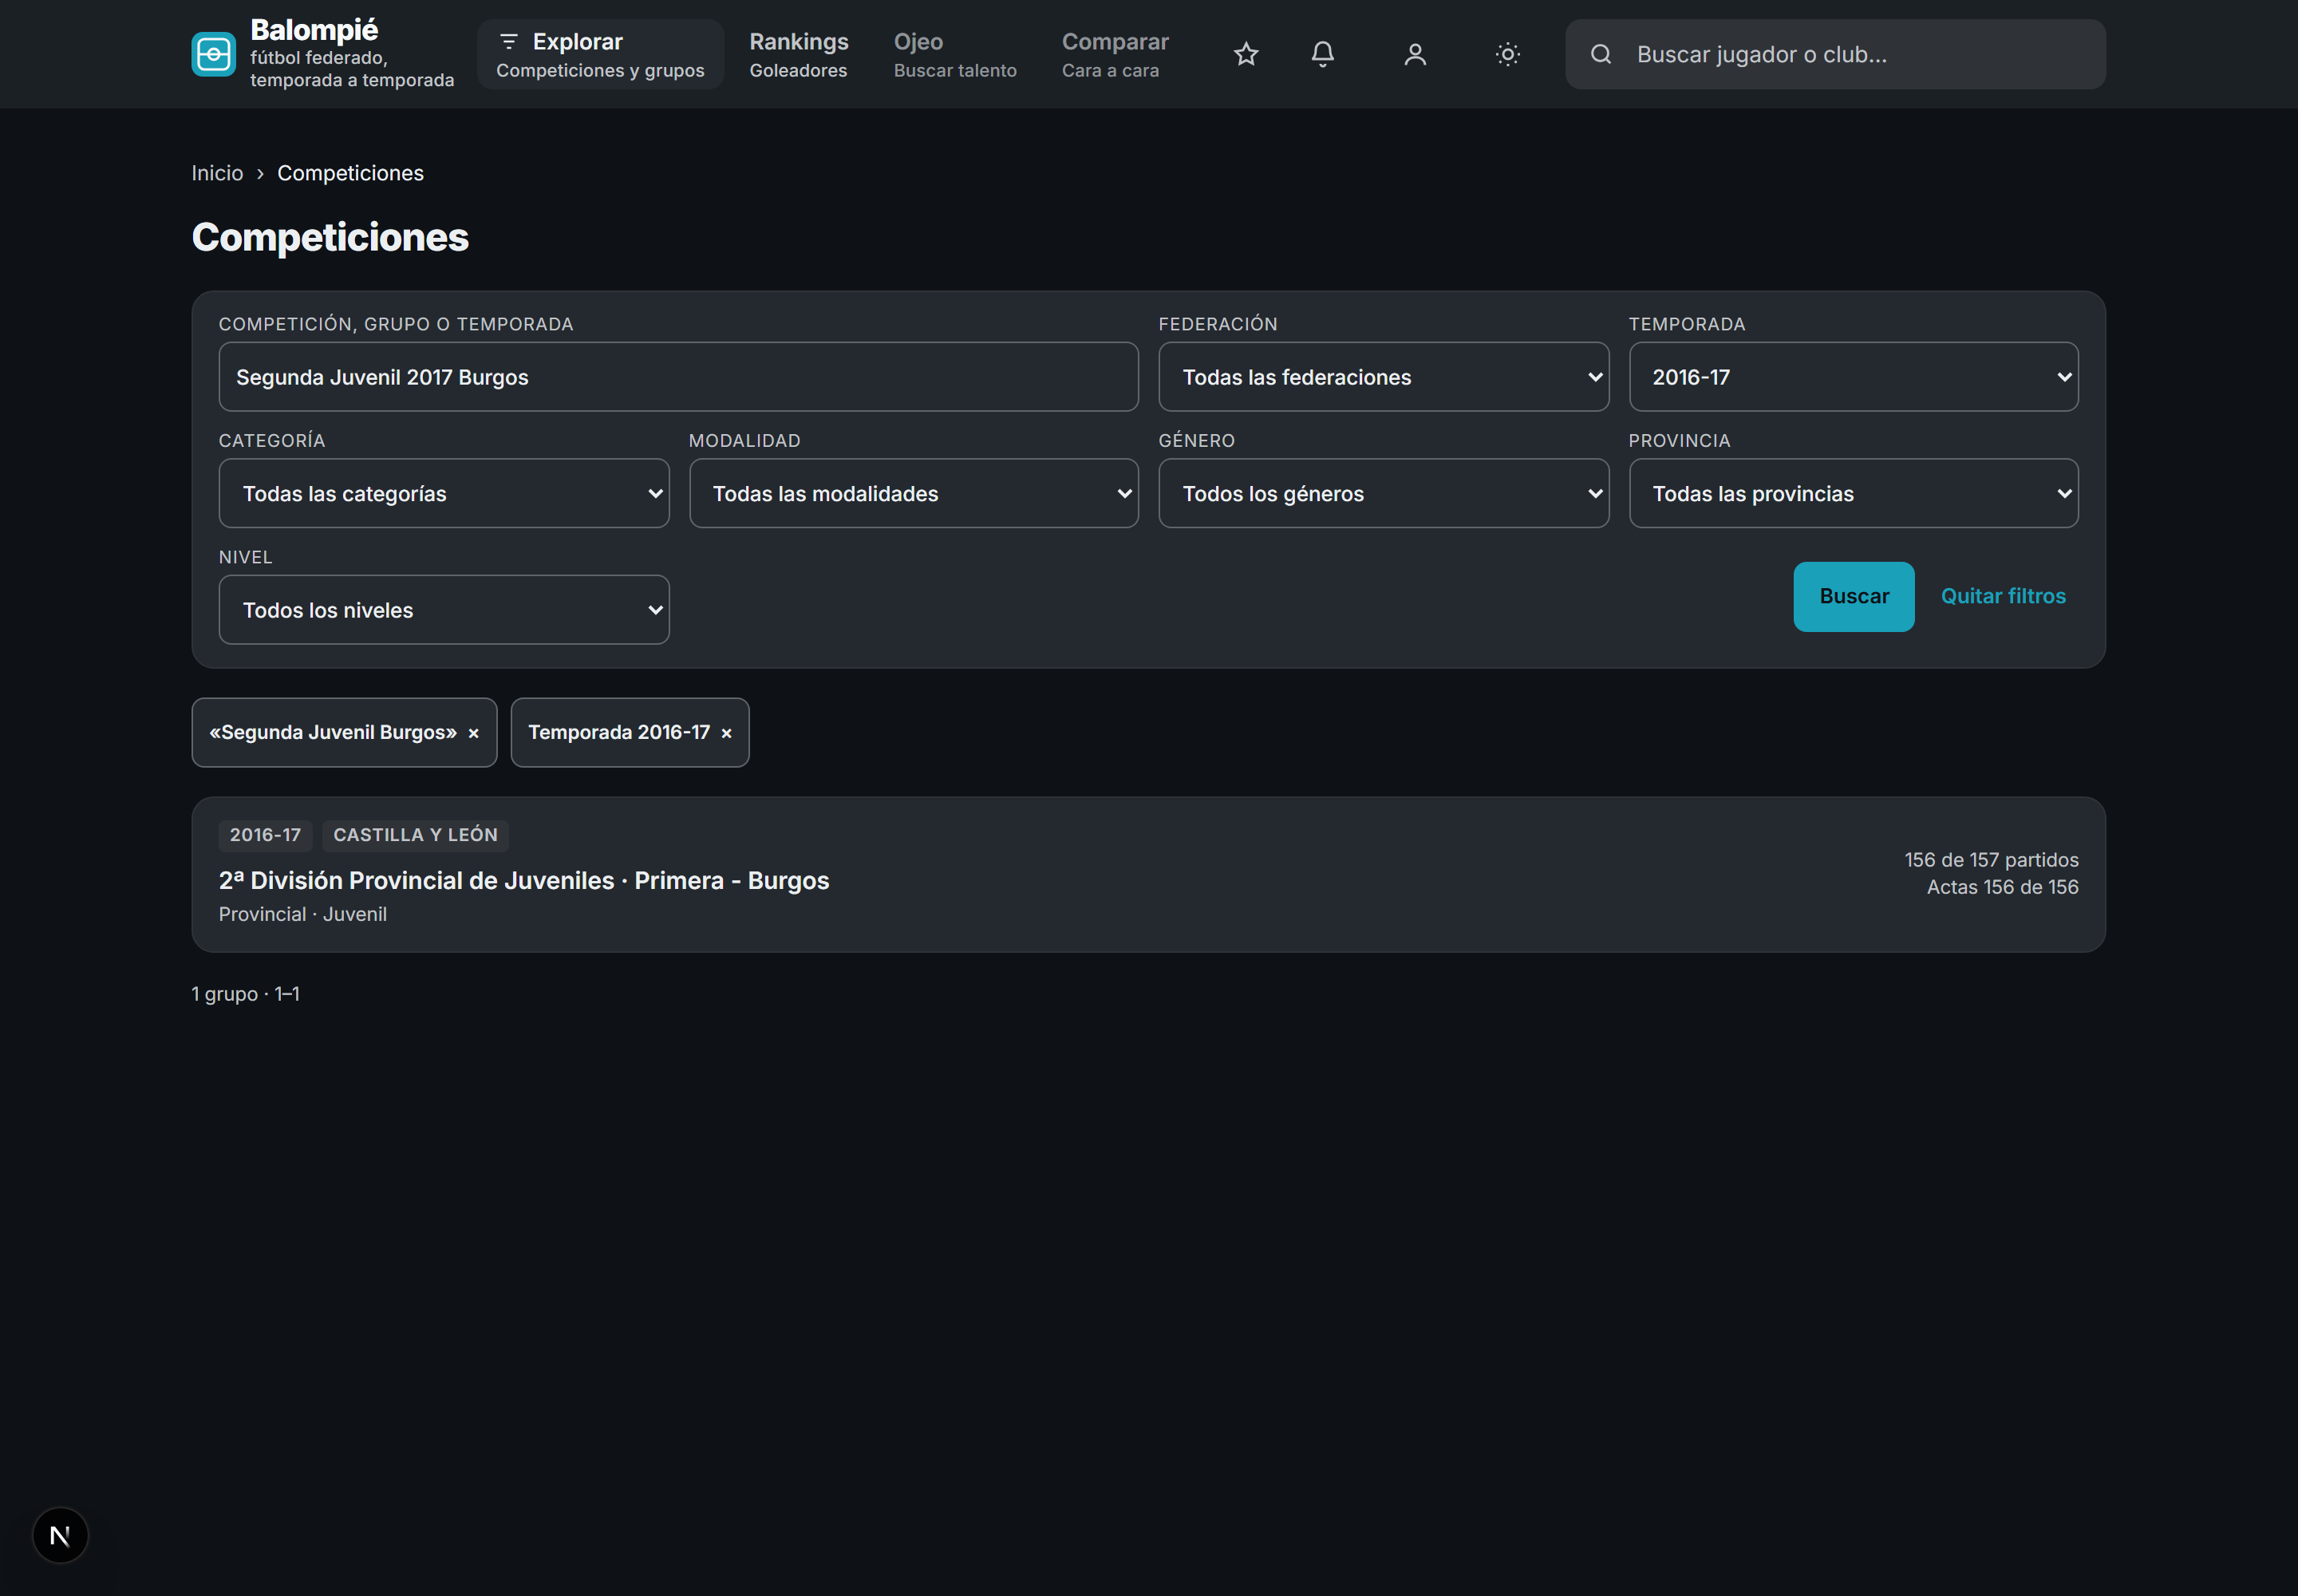 Balompié
fútbol federado,
temporada a temporada
Explorar
Competiciones y grupos
Rankings
Goleadores
Ojeo
Buscar talento
Comparar
Cara a cara
Buscar jugador o club...
Inicio › Competiciones
Competiciones
COMPETICIÓN, GRUPO O TEMPORADA
Segunda Juvenil 2017 Burgos
FEDERACIÓN
Todas las federaciones
TEMPORADA
2016-17
CATEGORÍA
Todas las categorías
MODALIDAD
Todas las modalidades
GÉNERO
Todos los géneros
PROVINCIA
Todas las provincias
NIVEL
Todos los niveles
Buscar
Quitar filtros
«Segunda Juvenil Burgos» ×
Temporada 2016-17 ×
2016-17
CASTILLA Y LEÓN
2ª División Provincial de Juveniles · Primera - Burgos
Provincial · Juvenil
156 de 157 partidos
Actas 156 de 156
1 grupo · 1–1
N